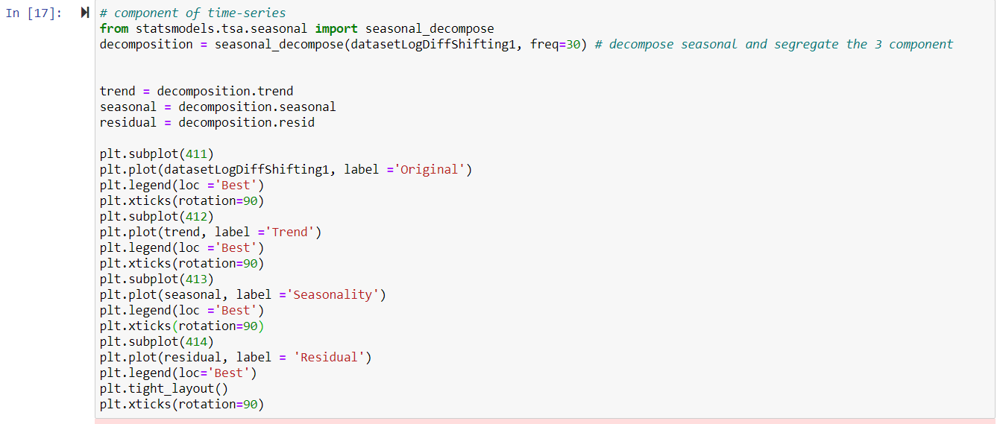 In [17]: # component of time-series
from statsmodels.tsa.seasonal import seasonal_decompose
decomposition = seasonal_decompose(datasetLogDiffShifting1, freq=30) # decompose seasonal and segregate the 3 component
trend = decomposition.trend
seasonal = decomposition.seasonal
residual = decomposition.resid
plt.subplot(411)
plt.plot(datasetLogDiffShifting1, label ='Original')
plt.legend(loc ='Best')
plt.xticks(rotation=90)
plt.subplot(412)
plt.plot(trend, label ='Trend')
plt.legend(loc ='Best')
plt.xticks(rotation=90)
plt.subplot(413)
plt.plot(seasonal, label ='Seasonality')
plt.legend(loc ='Best')
plt.xticks(rotation=90)
plt.subplot(414)
plt.plot(residual, label = 'Residual')
plt.legend(loc='Best')
plt.tight_layout()
plt.xticks(rotation=90)